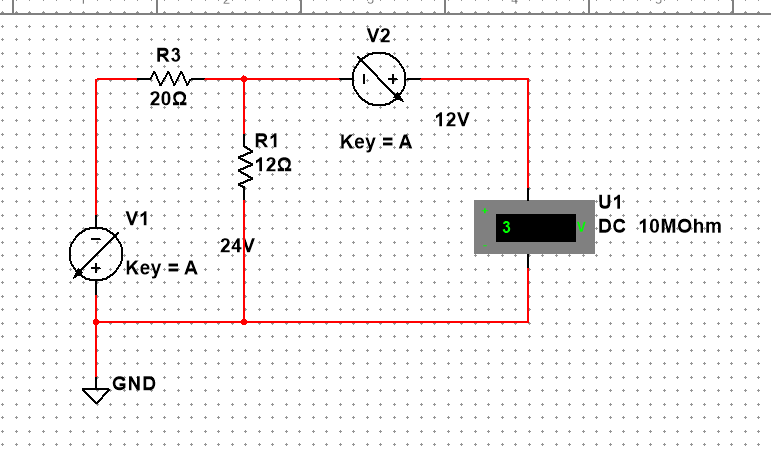 V2
R3
20Ω
12V
R1
12Ω
Key = A
U1
3 V
DC 10MOhm
V1
24V
Key = A
GND